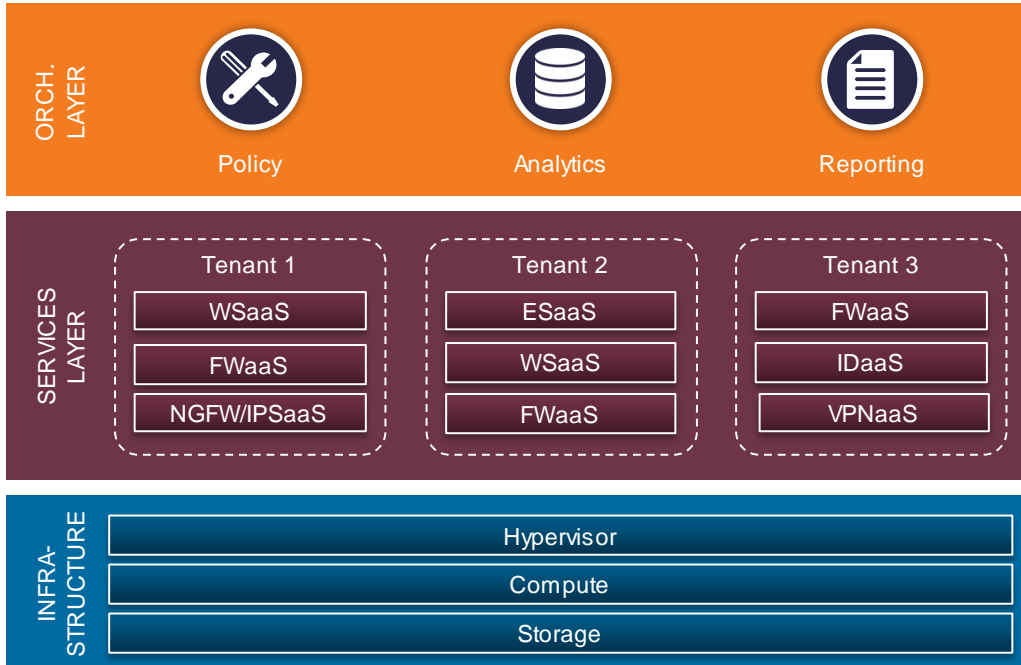 ORCH.
LAYER
Policy
Analytics
Reporting
SERVICES
LAYER
Tenant 1
WSaaS
FWaaS
NGFW/IPSaaS
Tenant 2
ESaaS
WSaaS
FWaaS
Tenant 3
FWaaS
IDaaS
VPNaaS
INFRA-
STRUCTURE
Hypervisor
Compute
Storage